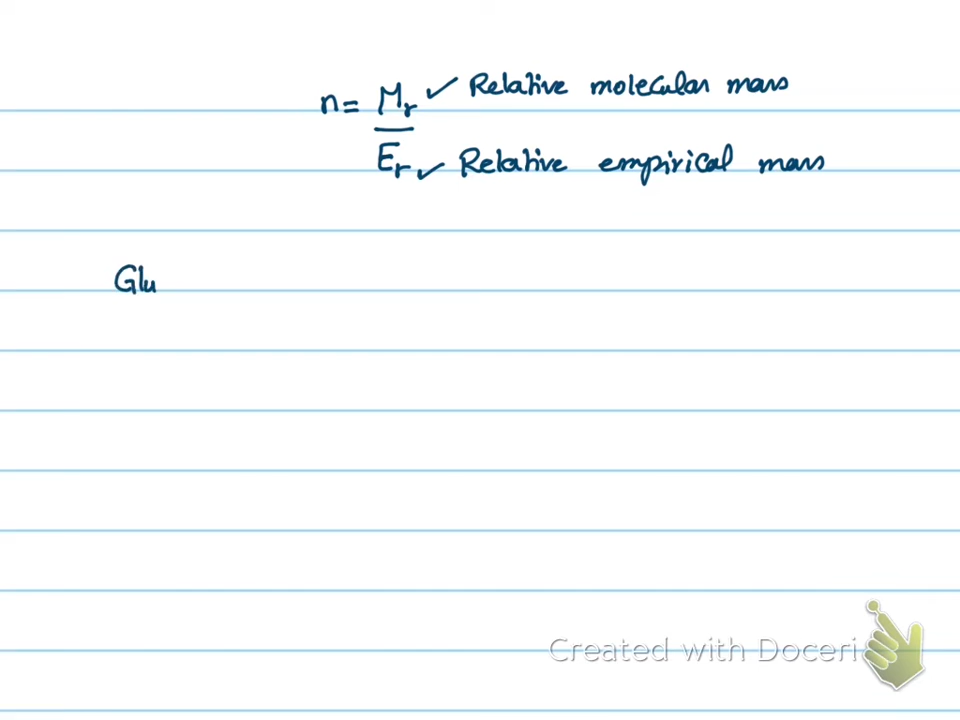 n = Mr ✓ Relative molecular mass
Er ✓ Relative empirical mass
Glu
Created with Doceri